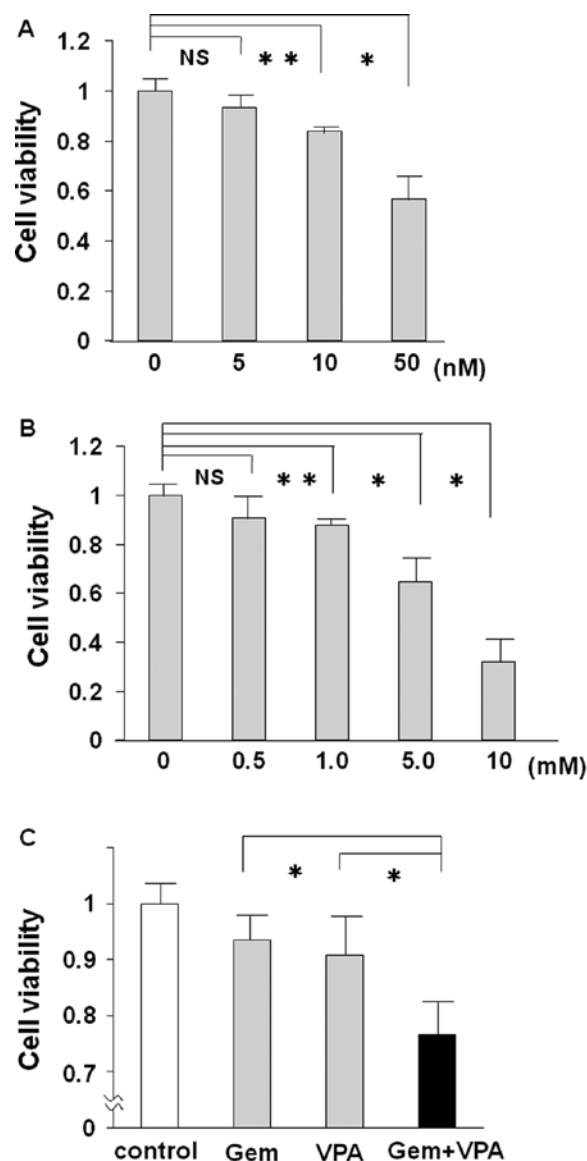 A
1.2
NS
* *
*
1
0.8
0.6
0.4
0.2
0
Cell viability
0 5 10 50 (nM)
B
1.2
NS
* *
*
*
1
0.8
0.6
0.4
0.2
0
Cell viability
0 0.5 1.0 5.0 10 (mM)
C
*
*
1
0.9
0.8
0.7
0
Cell viability
control Gem VPA Gem+VPA